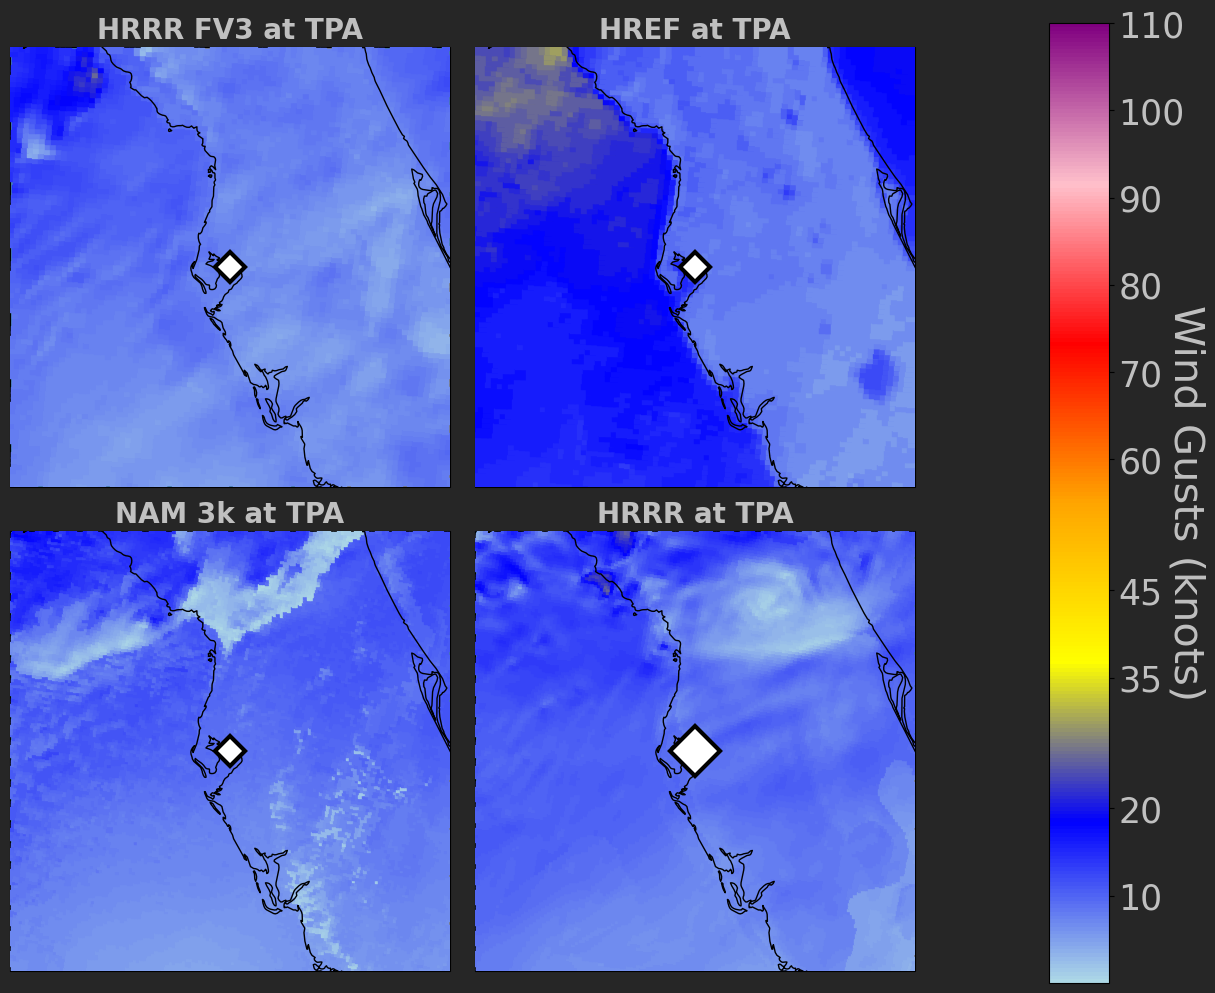 HRRR FV3 at TPA
HREF at TPA
NAM 3k at TPA
HRRR at TPA
110
100
90
80
70
60
45
35
20
10
Wind Gusts (knots)